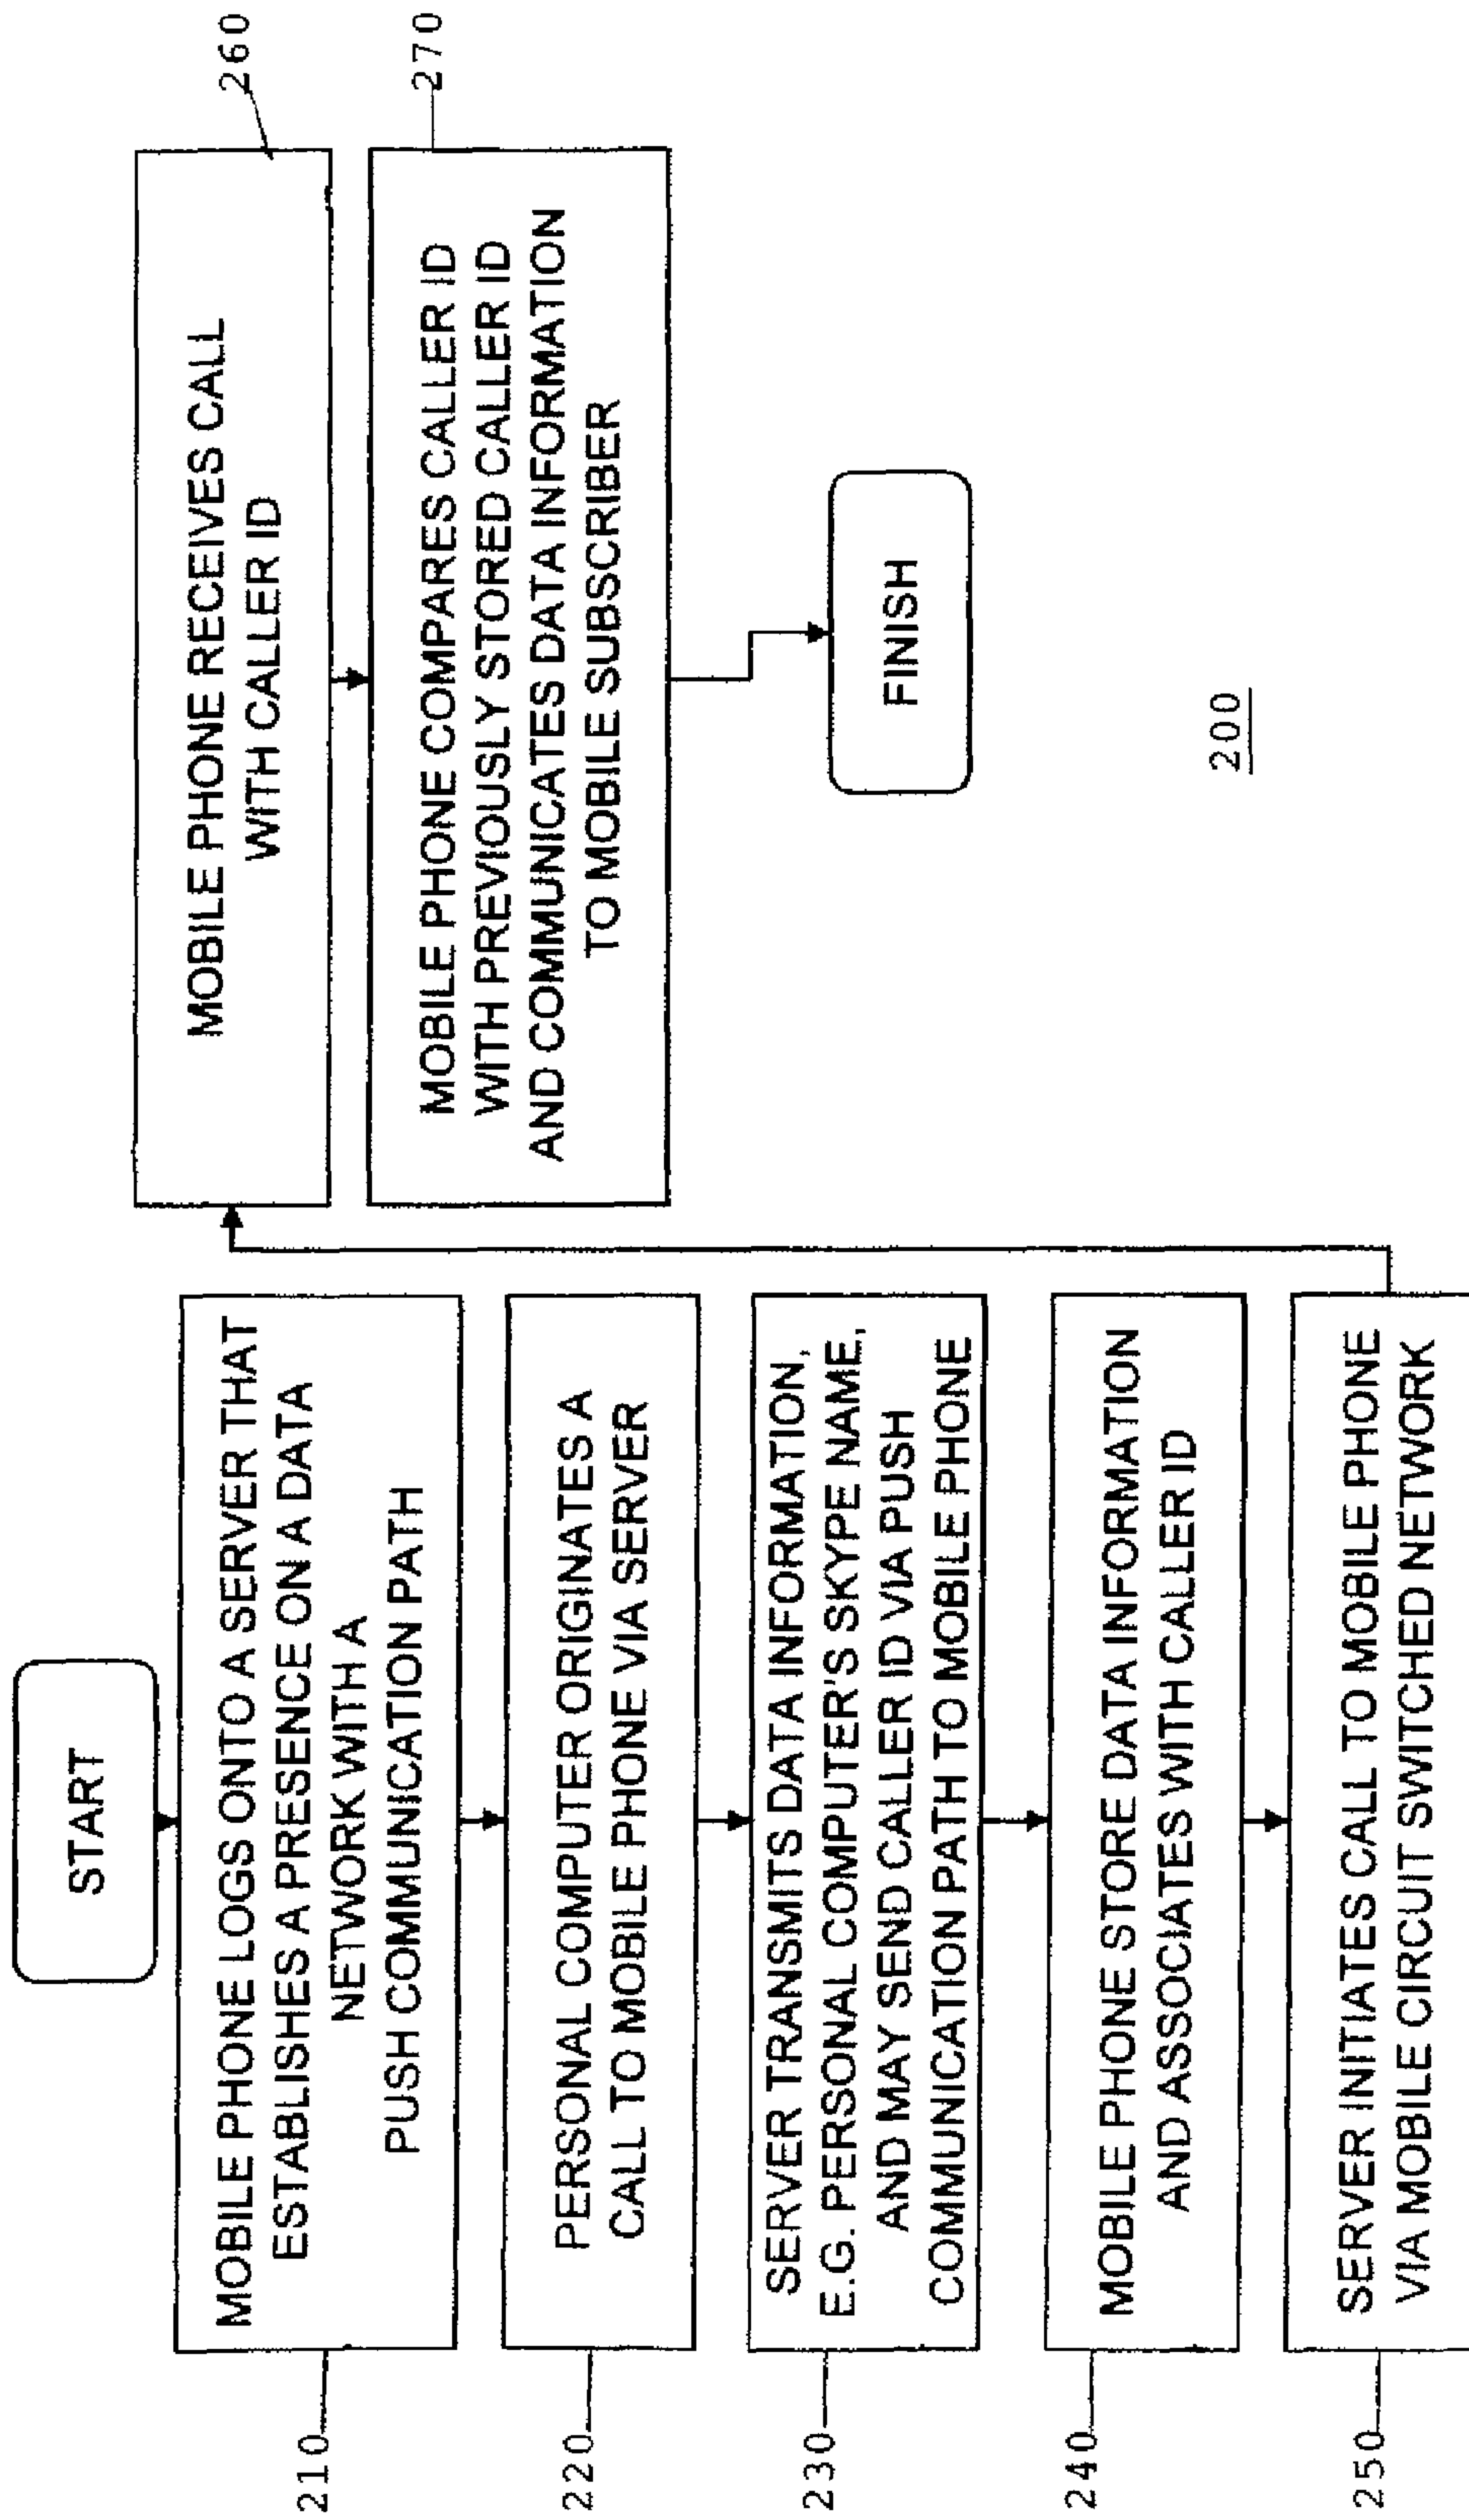 START
210
MOBILE PHONE LOGS ONTO A SERVER THAT
ESTABLISHES A PRESENCE ON A DATA
NETWORK WITH A
PUSH COMMUNICATION PATH
220
PERSONAL COMPUTER ORIGINATES A
CALL TO MOBILE PHONE VIA SERVER
230
SERVER TRANSMITS DATA INFORMATION,
E.G. PERSONAL COMPUTER'S SKYPE NAME,
AND MAY SEND CALLER ID VIA PUSH
COMMUNICATION PATH TO MOBILE PHONE
240
MOBILE PHONE STORE DATA INFORMATION
AND ASSOCIATES WITH CALLER ID
250
SERVER INITIATES CALL TO MOBILE PHONE
VIA MOBILE CIRCUIT SWITCHED NETWORK
260
MOBILE PHONE RECEIVES CALL
WITH CALLER ID
270
MOBILE PHONE COMPARES CALLER ID
WITH PREVIOUSLY STORED CALLER ID
AND COMMUNICATES DATA INFORMATION
TO MOBILE SUBSCRIBER
FINISH
200